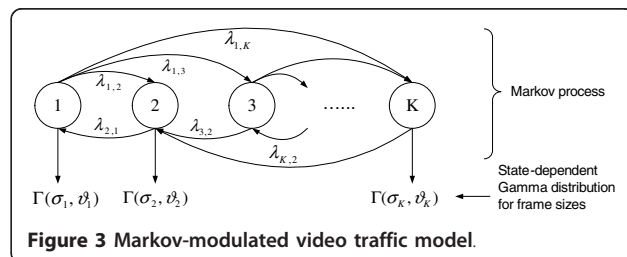 λ1,K
λ1,3
λ1,2
1 2 3 ...... K
λ2,1 λ3,2
λK,2
Markov process
Γ(σ1, ϑ1) Γ(σ2, ϑ2) Γ(σK, ϑK)
State-dependent
Gamma distribution
for frame sizes
Figure 3 Markov-modulated video traffic model.